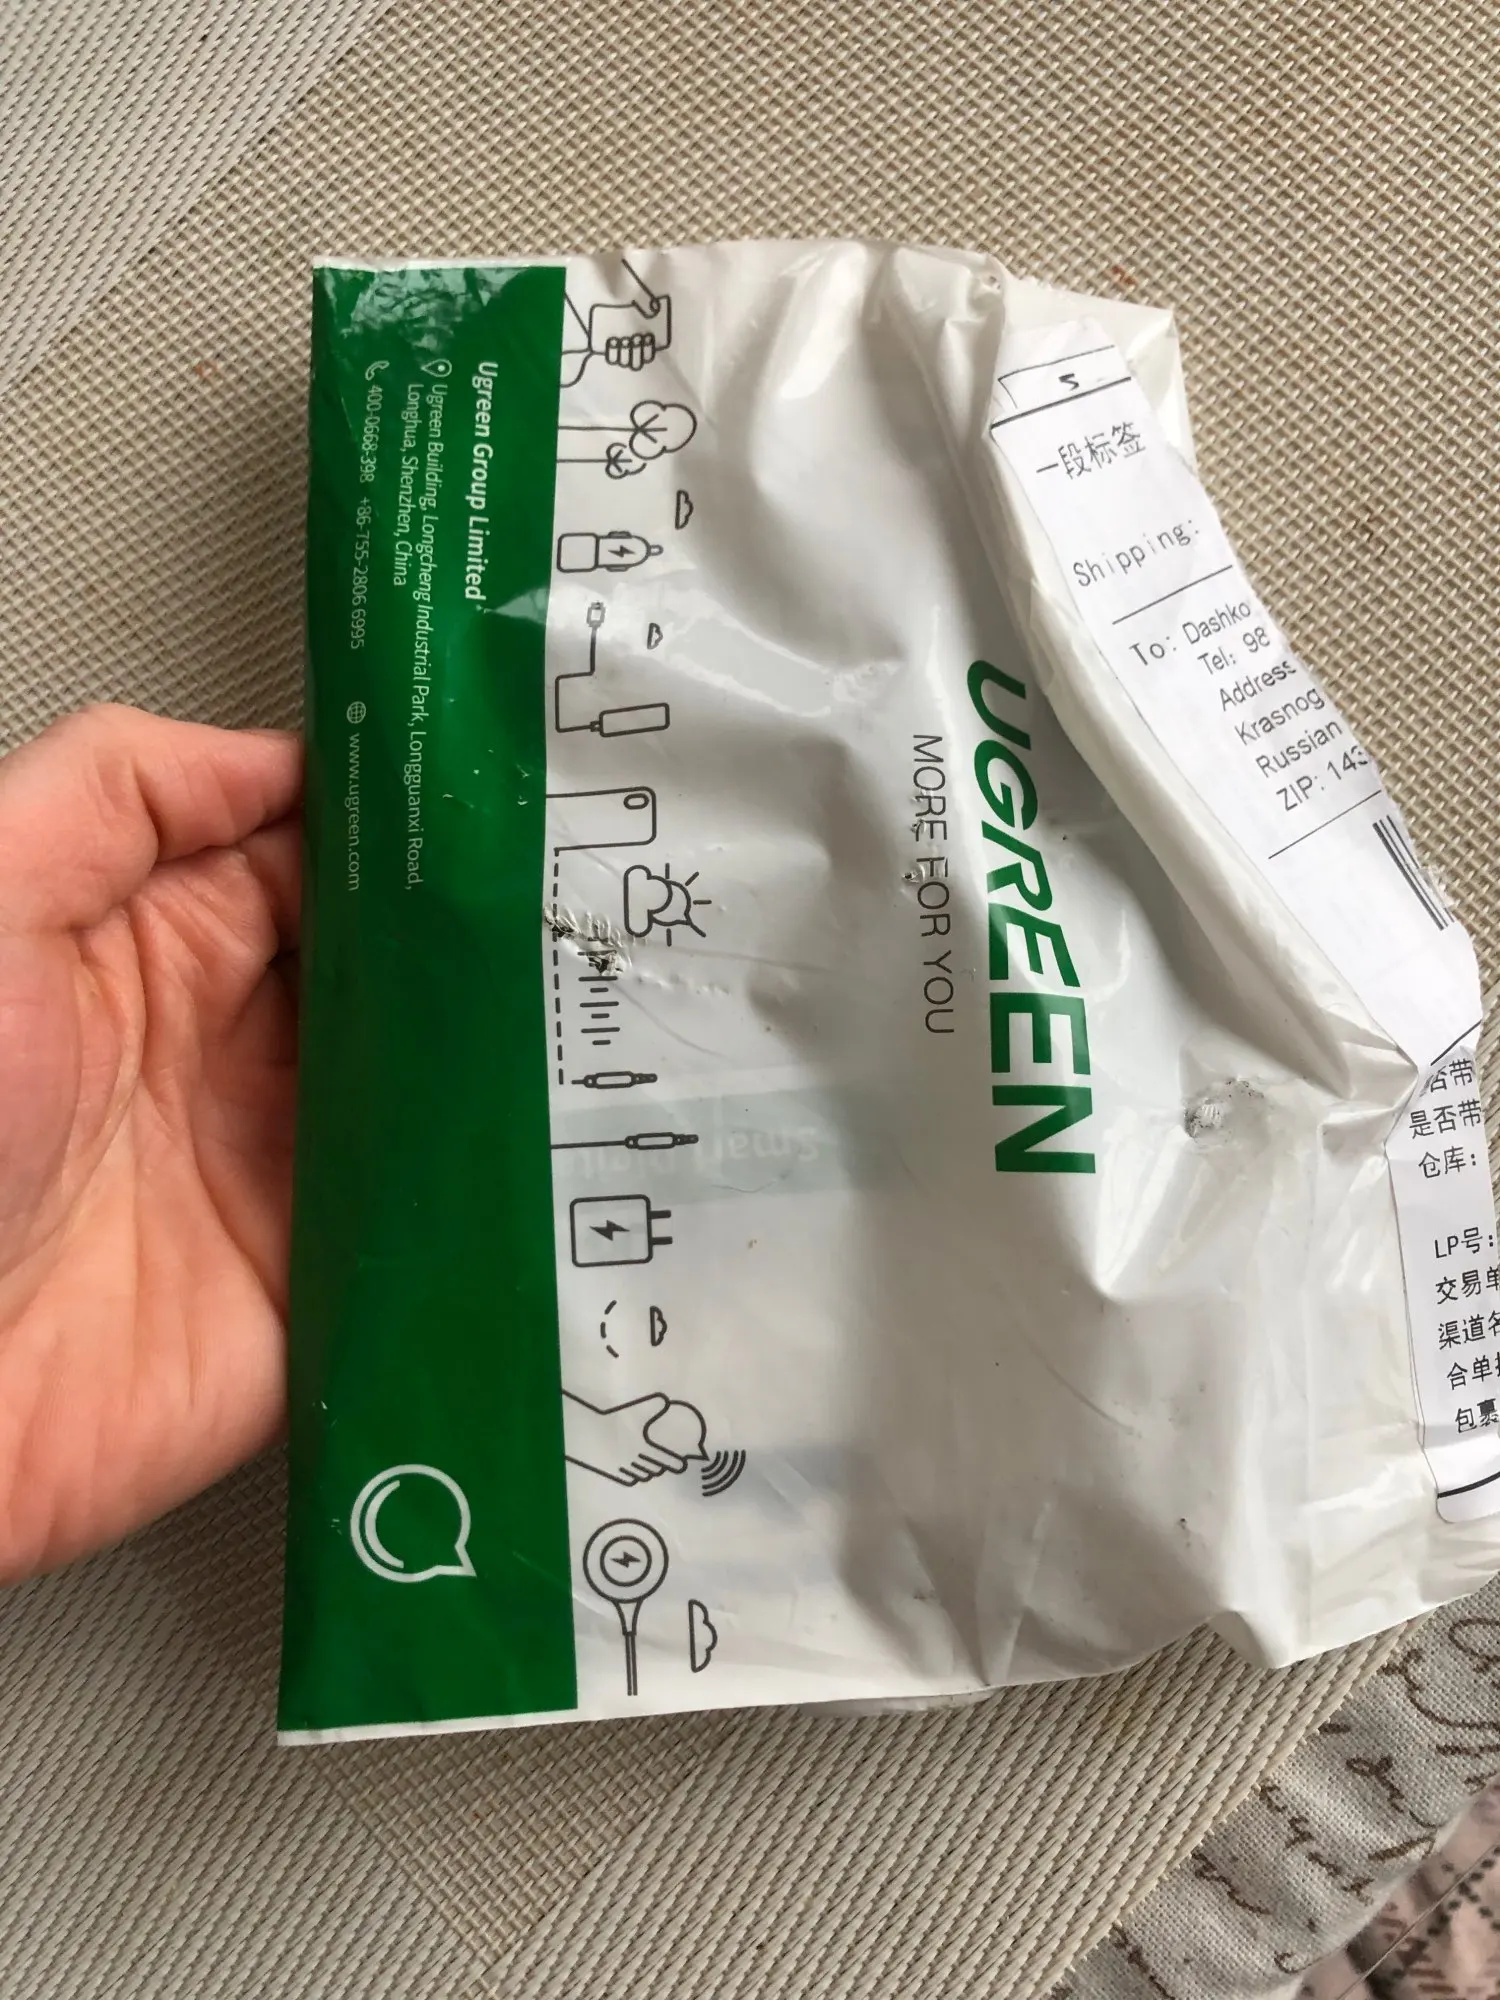 UGREEN
MORE FOR YOU
Ugreen Group Limited
Ugreen Building, Longcheng Industrial Park, Longguanxi Road,
Longhua, Shenzhen, China
400-0668-398 +86-755-2806 6995
www.ugreen.com
S
一段标签
Shipping:
To: Dashko
Tel: 98
Address
Krasnog
Russian
ZIP: 143
否带
是否带
仓库:
LP号:
交易单
渠道名
合单
包裹